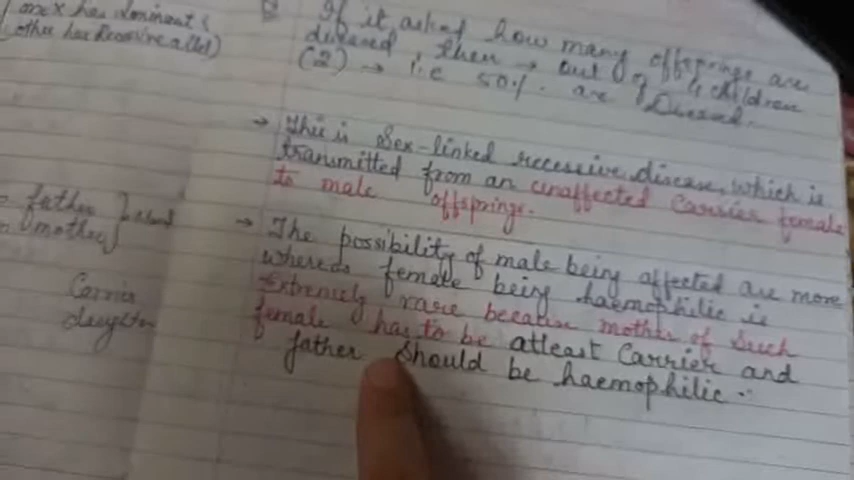 one x has dominant &
other has Recessive allel)
If it asked how many offsprings are
diseased then → out of 4 children
(2) → i.e 50%. are Diseased.
→ This is Sex-linked recessive disease, which is
transmitted from an unaffected Carrier female
to male offsprings.
father
mother
Carrier
daughter
→ The possibility of male being affected are more
whereas female being haemophilic is
Extremely rare because mother of such
female has to be atleast Carrier and
father should be haemophilic.